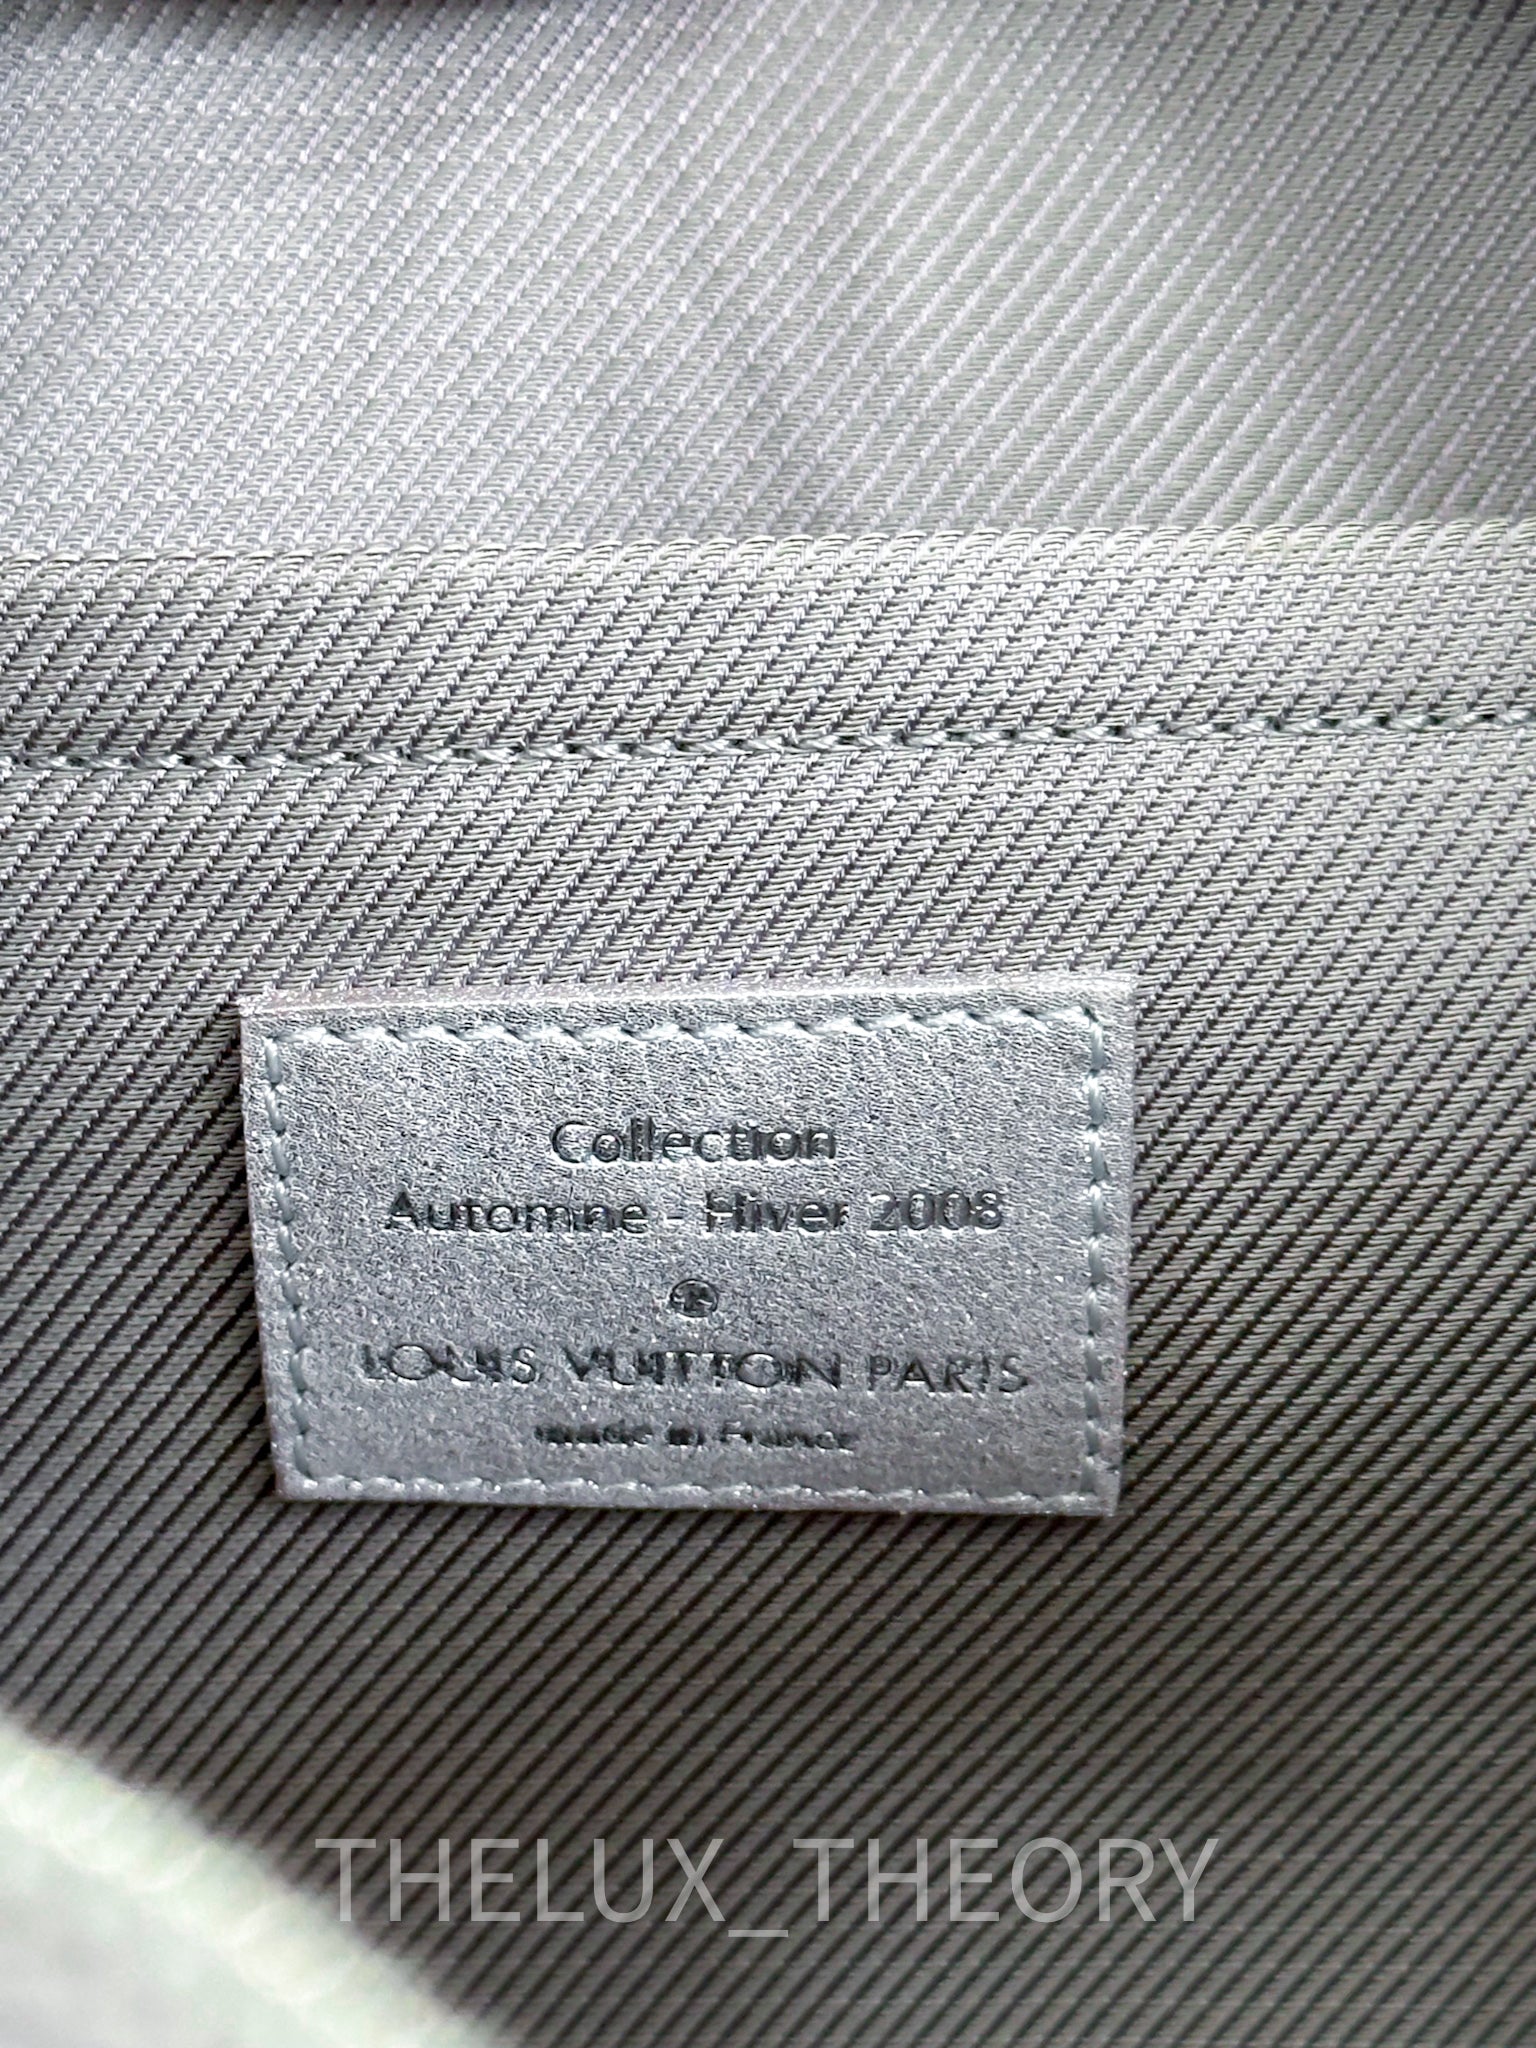 Collection
Automne - Hiver 2008
LOUIS VUITTON PARIS
made in France
THELUX_THEORY